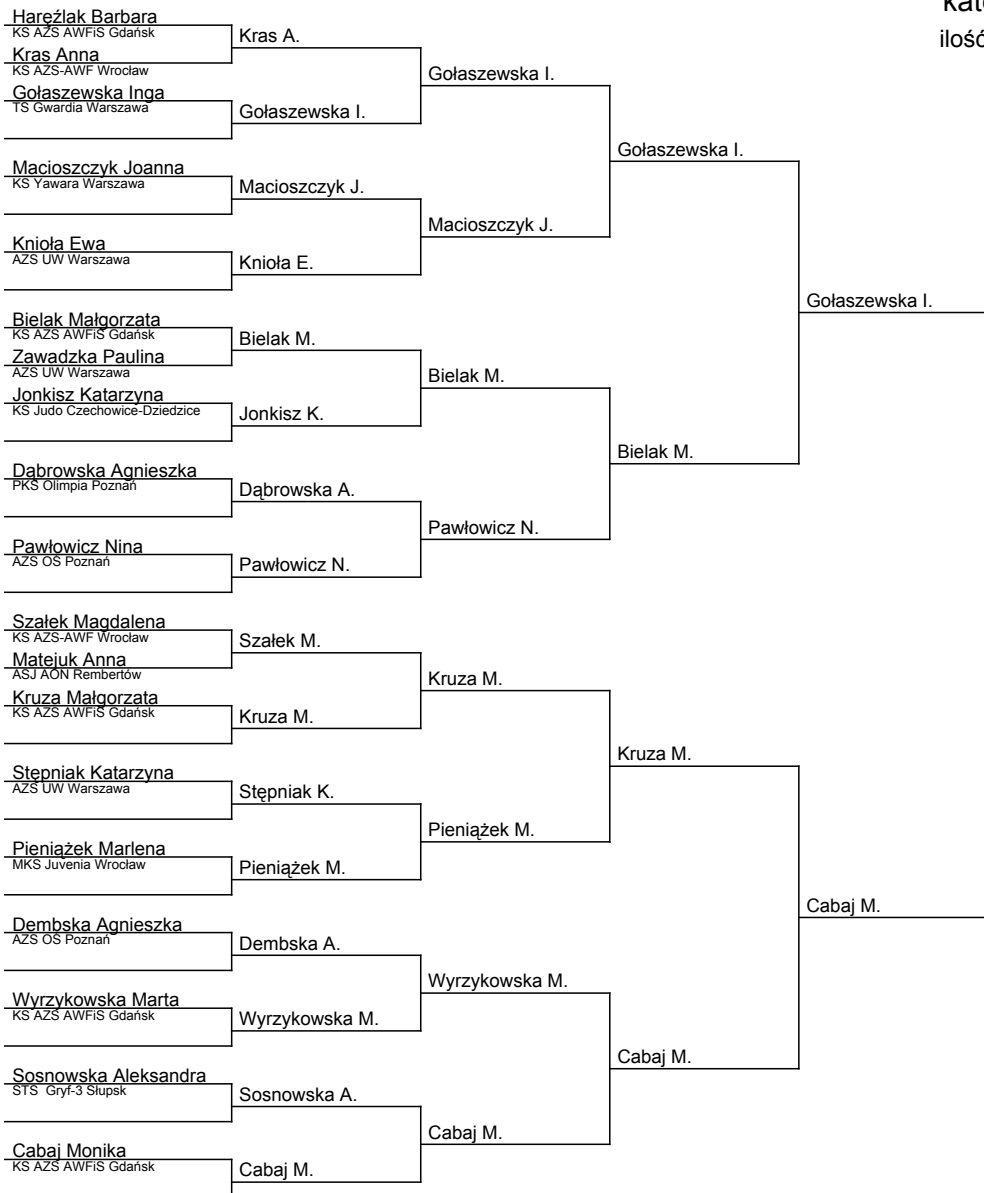 Haręźlak Barbara
KS AZS AWFiS Gdańsk
Kras Anna
KS AZS-AWF Wrocław
Gołaszewska Inga
TS Gwardia Warszawa
Macioszczyk Joanna
KS Yawara Warszawa
Knioła Ewa
AZS UW Warszawa
Bielak Małgorzata
KS AZS AWFiS Gdańsk
Zawadzka Paulina
AZS UW Warszawa
Jonkisz Katarzyna
KS Judo Czechowice-Dziedzice
Dąbrowska Agnieszka
PKS Olimpia Poznań
Pawłowicz Nina
AZS OŚ Poznań
Szałek Magdalena
KS AZS-AWF Wrocław
Matejuk Anna
ASJ AON Rembertów
Kruza Małgorzata
KS AZS AWFiS Gdańsk
Stępniak Katarzyna
AZS UW Warszawa
Pieniążek Marlena
MKS Juvenia Wrocław
Dembska Agnieszka
AZS OŚ Poznań
Wyrzykowska Marta
KS AZS AWFiS Gdańsk
Sosnowska Aleksandra
STS Gryf-3 Słupsk
Cabaj Monika
KS AZS AWFiS Gdańsk
Kras A.
Gołaszewska I.
Macioszczyk J.
Knioła E.
Bielak M.
Jonkisz K.
Dąbrowska A.
Pawłowicz N.
Szałek M.
Kruza M.
Stępniak K.
Pieniążek M.
Dembska A.
Wyrzykowska M.
Sosnowska A.
Cabaj M.
Gołaszewska I.
Macioszczyk J.
Bielak M.
Pawłowicz N.
Kruza M.
Pieniążek M.
Wyrzykowska M.
Cabaj M.
Gołaszewska I.
Bielak M.
Kruza M.
Cabaj M.
Gołaszewska I.
Cabaj M.
ilość